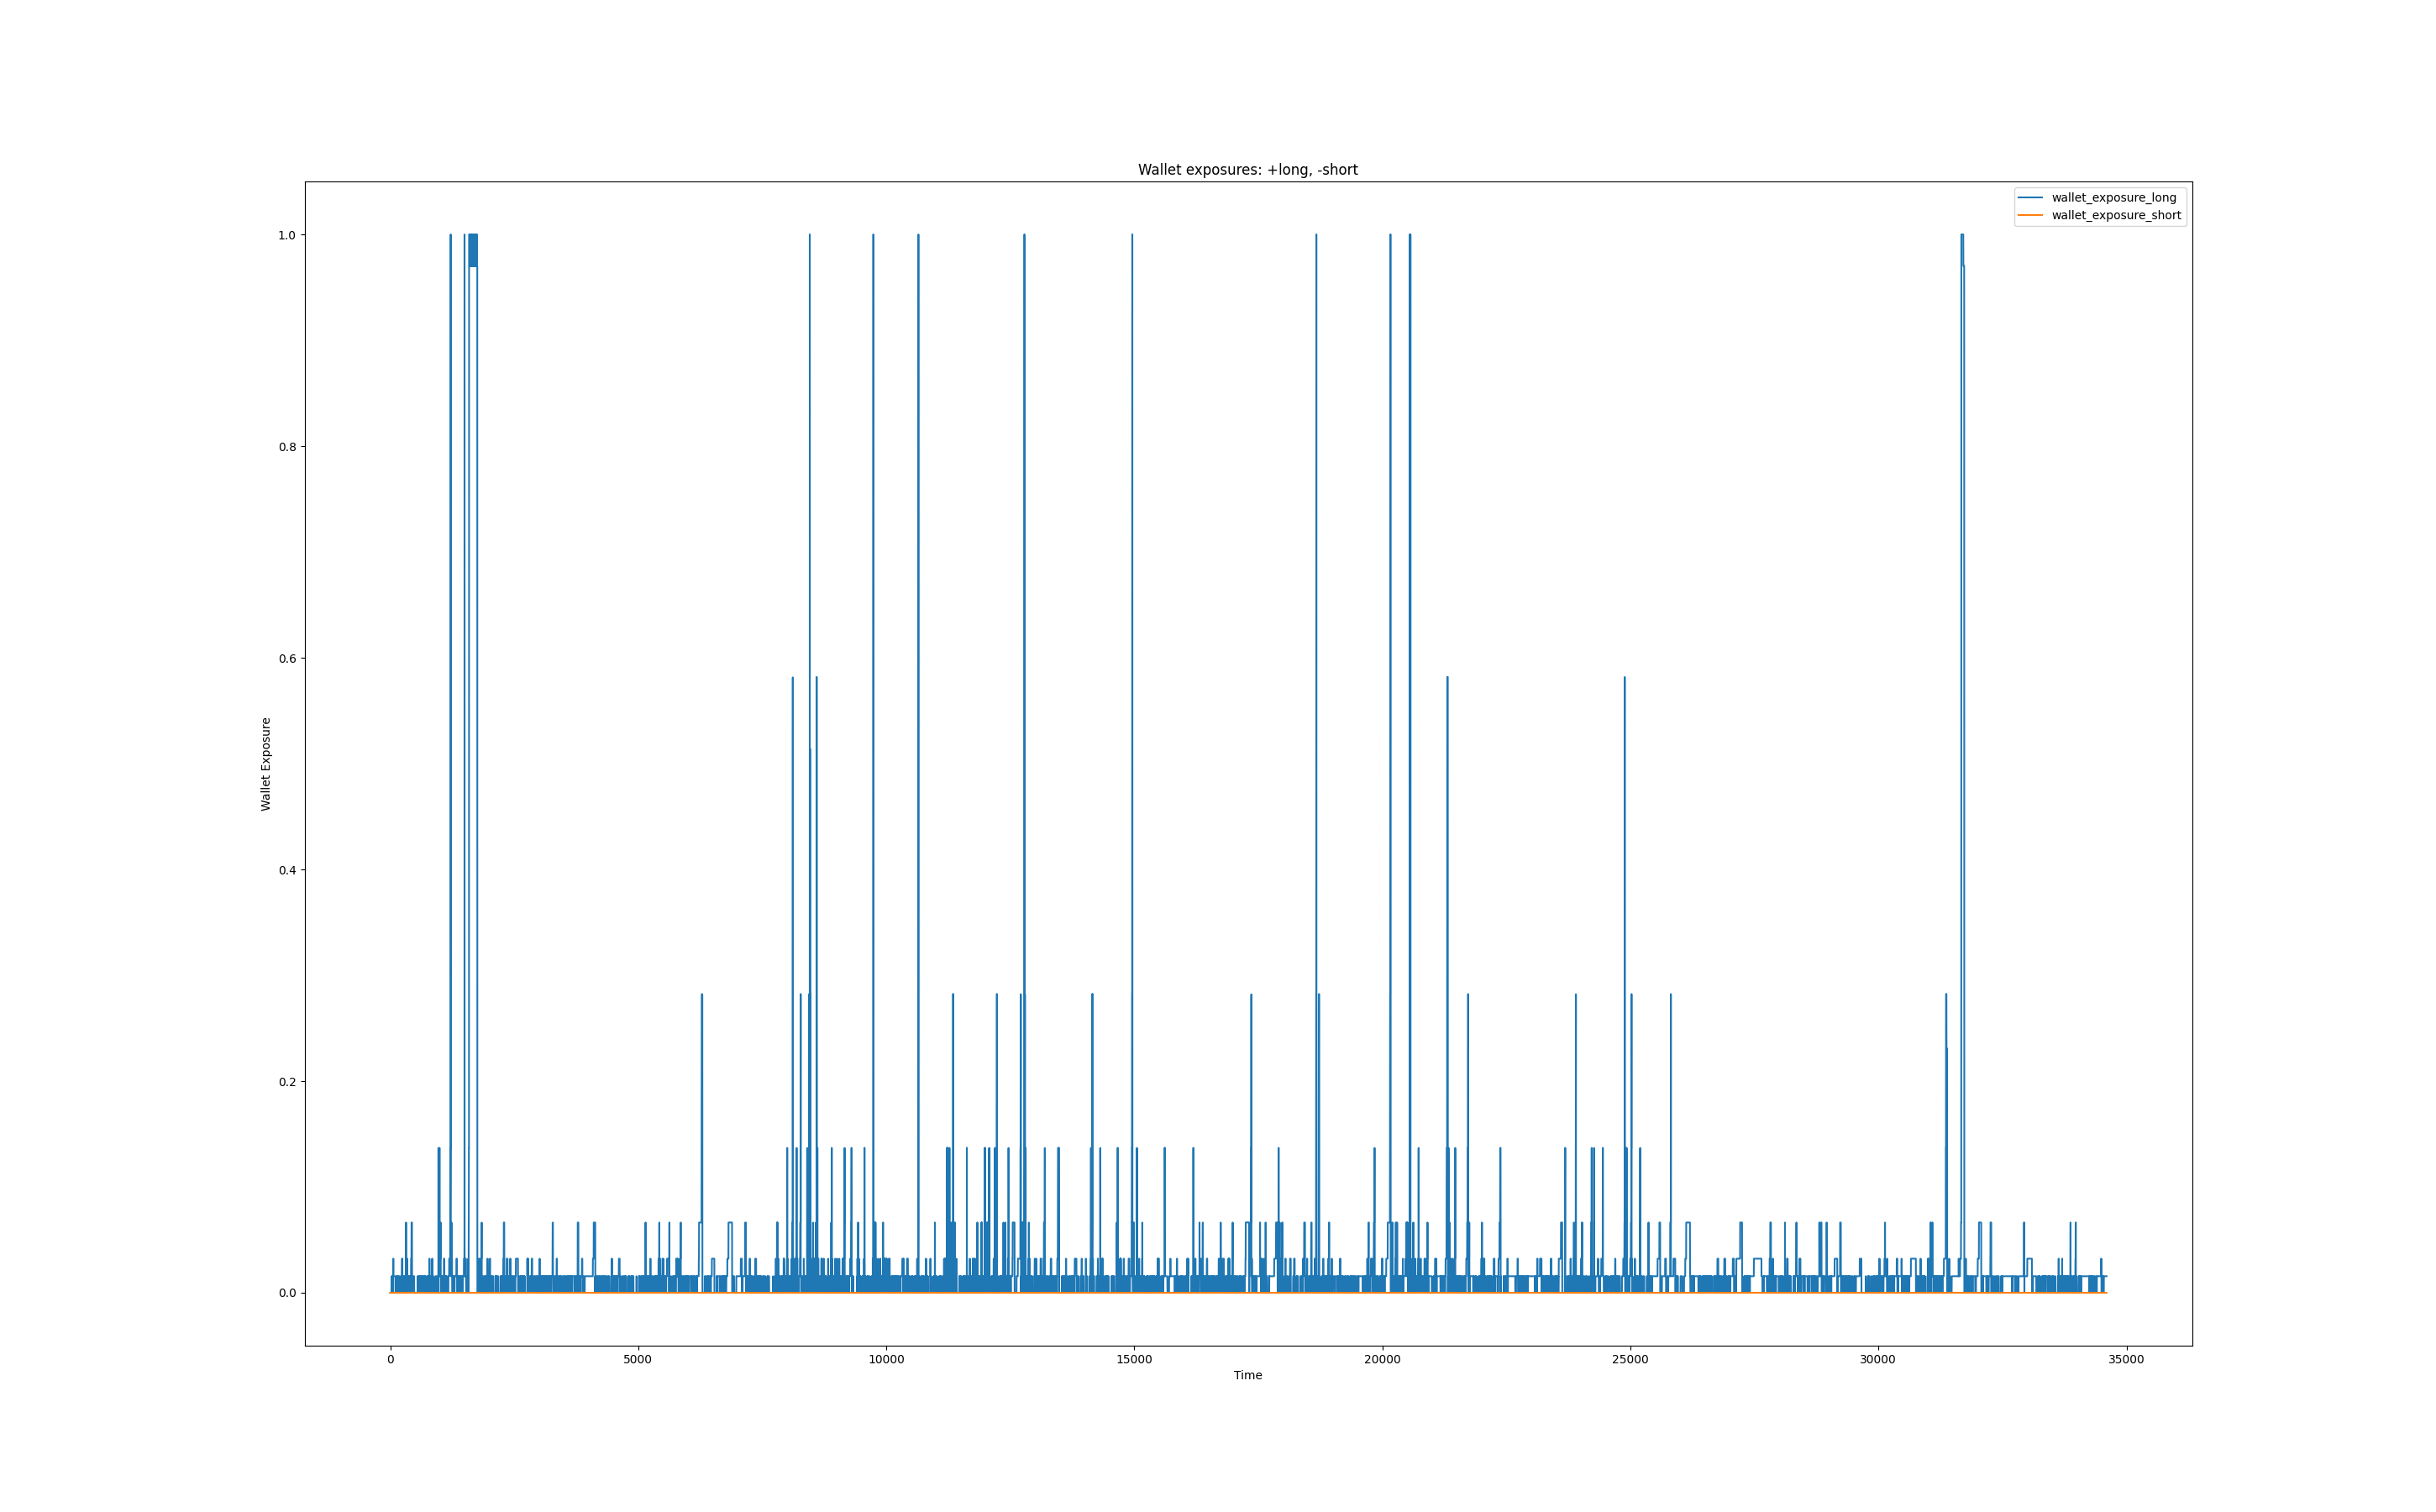 Wallet exposures: +long, -short
wallet_exposure_long
wallet_exposure_short
1.0
0.8
0.6
0.4
0.2
0.0
Wallet Exposure
0 5000 10000 15000 20000 25000 30000 35000
Time